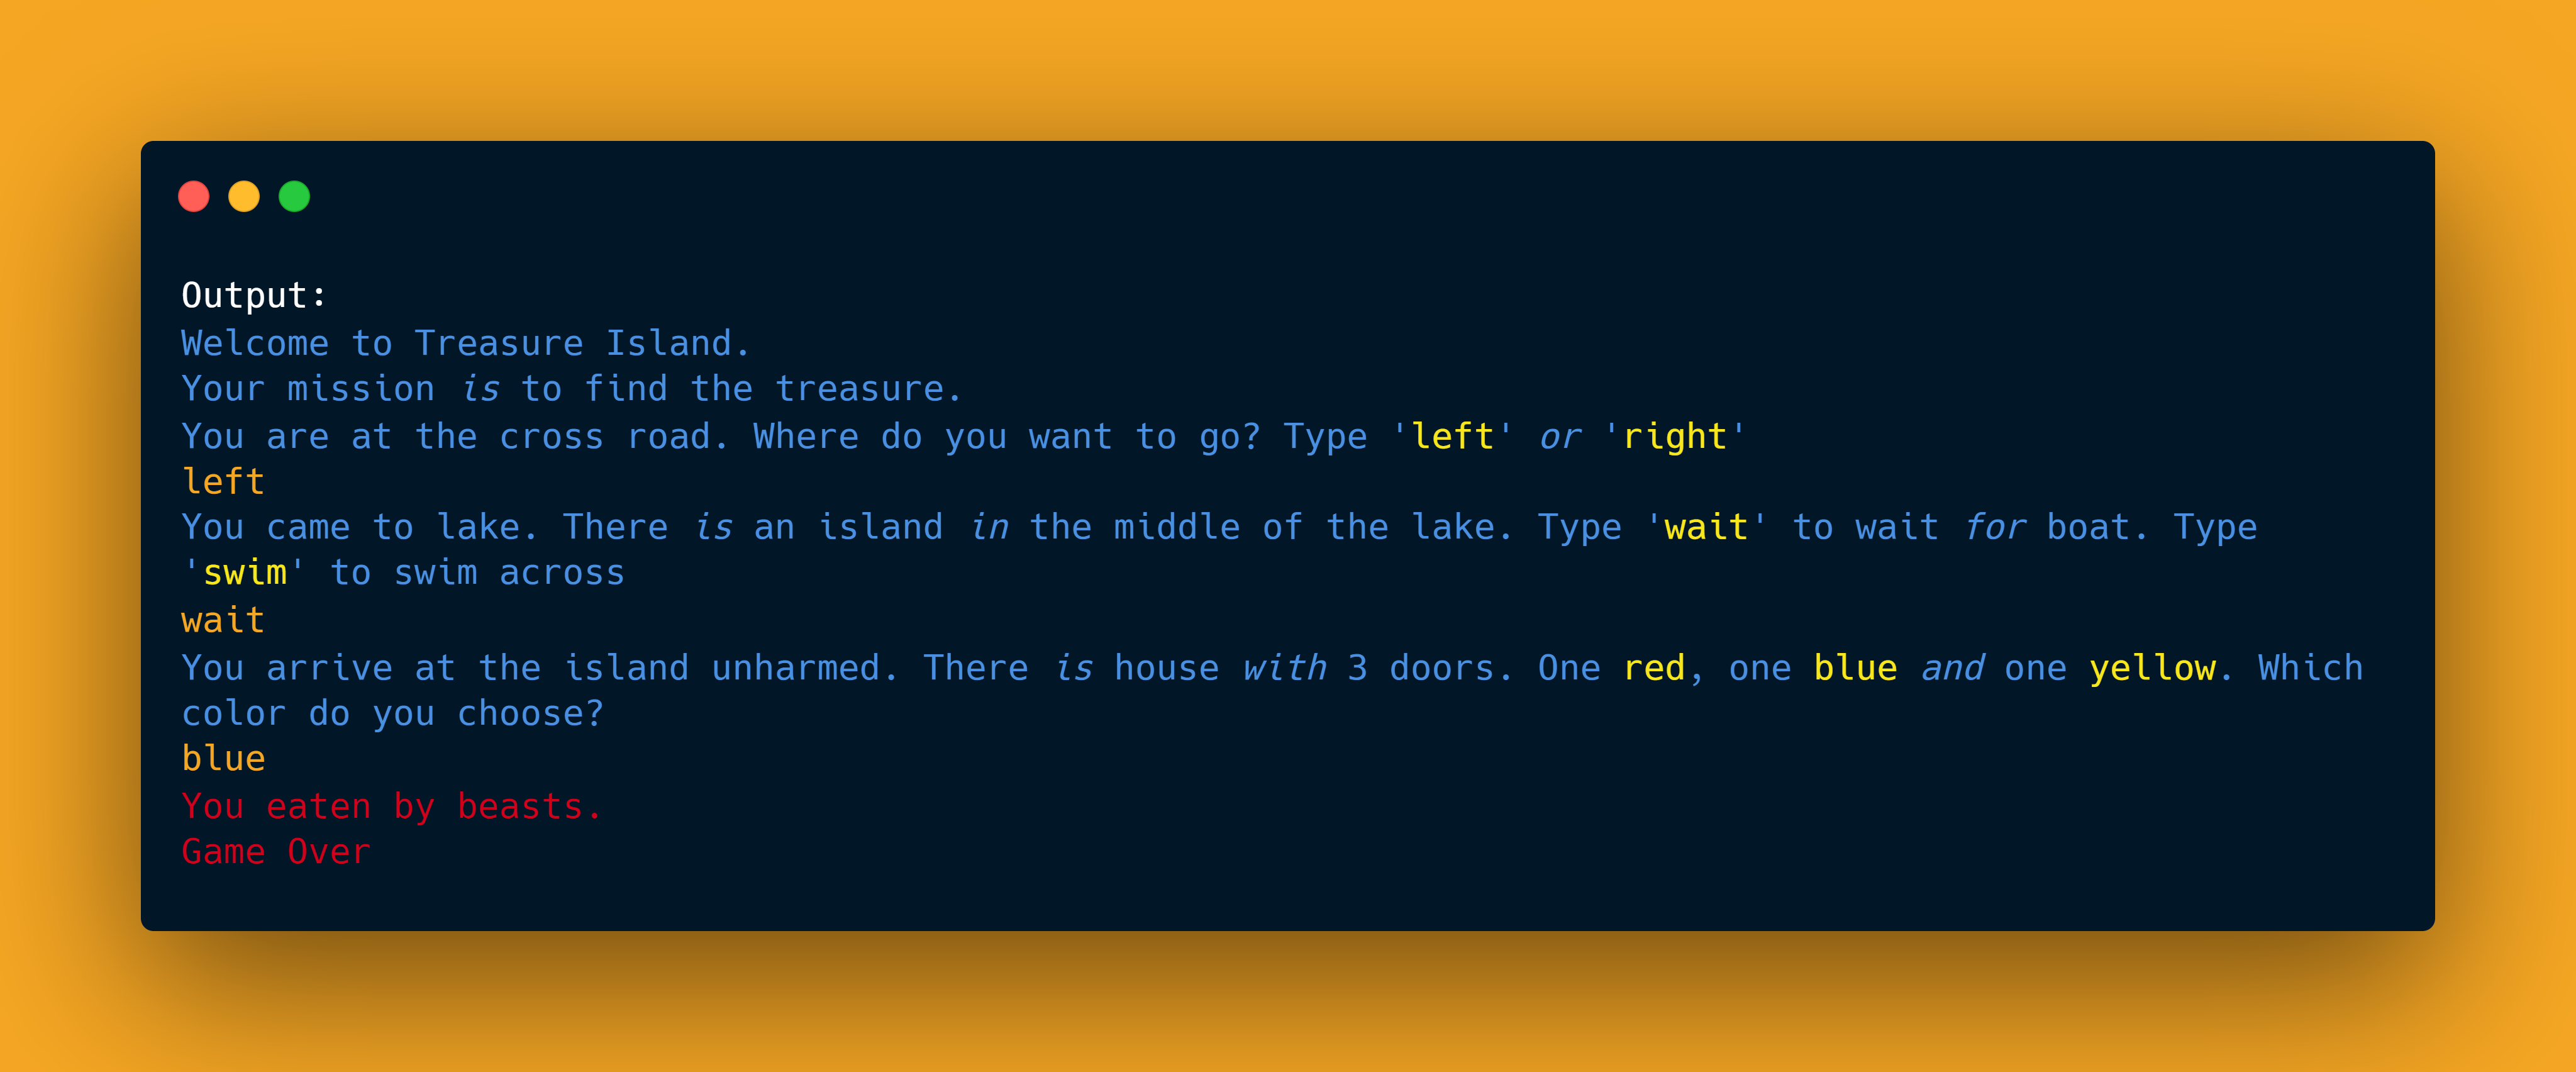 Output:
Welcome to Treasure Island.
Your mission is to find the treasure.
You are at the cross road. Where do you want to go? Type 'left' or 'right'
left
You came to lake. There is an island in the middle of the lake. Type 'wait' to wait for boat. Type
'swim' to swim across
wait
You arrive at the island unharmed. There is house with 3 doors. One red, one blue and one yellow. Which
color do you choose?
blue
You eaten by beasts.
Game Over